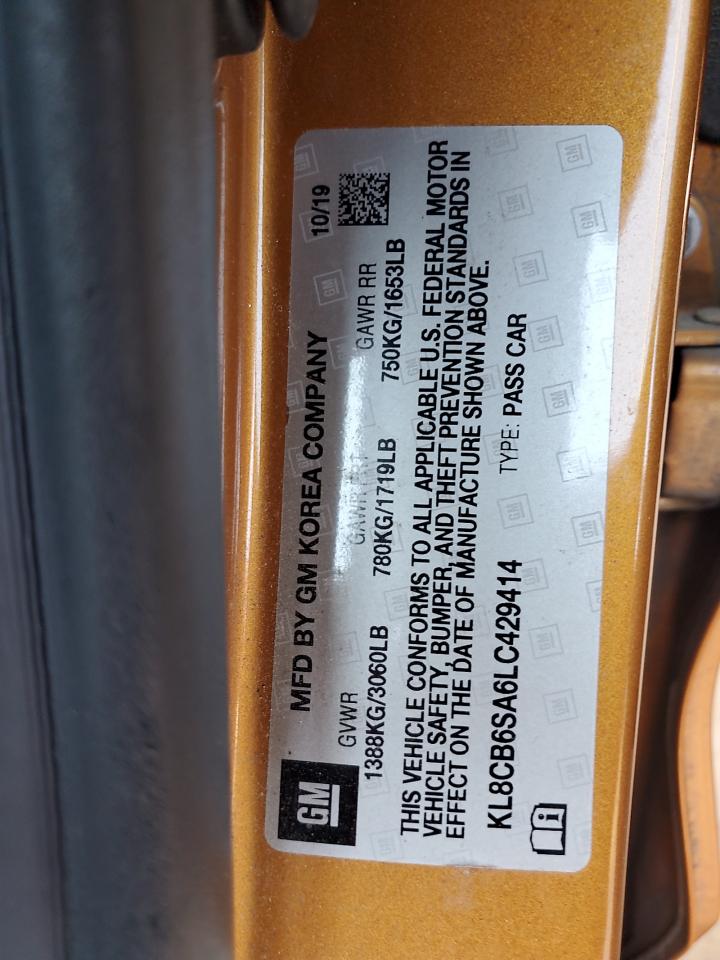 GM
MFD BY GM KOREA COMPANY 10/19
GVWR GAWR FRT GAWR RR
1388KG/3060LB 780KG/1719LB 750KG/1653LB
THIS VEHICLE CONFORMS TO ALL APPLICABLE U.S. FEDERAL MOTOR
VEHICLE SAFETY, BUMPER, AND THEFT PREVENTION STANDARDS IN
EFFECT ON THE DATE OF MANUFACTURE SHOWN ABOVE.
KL8CB6SA6LC429414 TYPE: PASS CAR